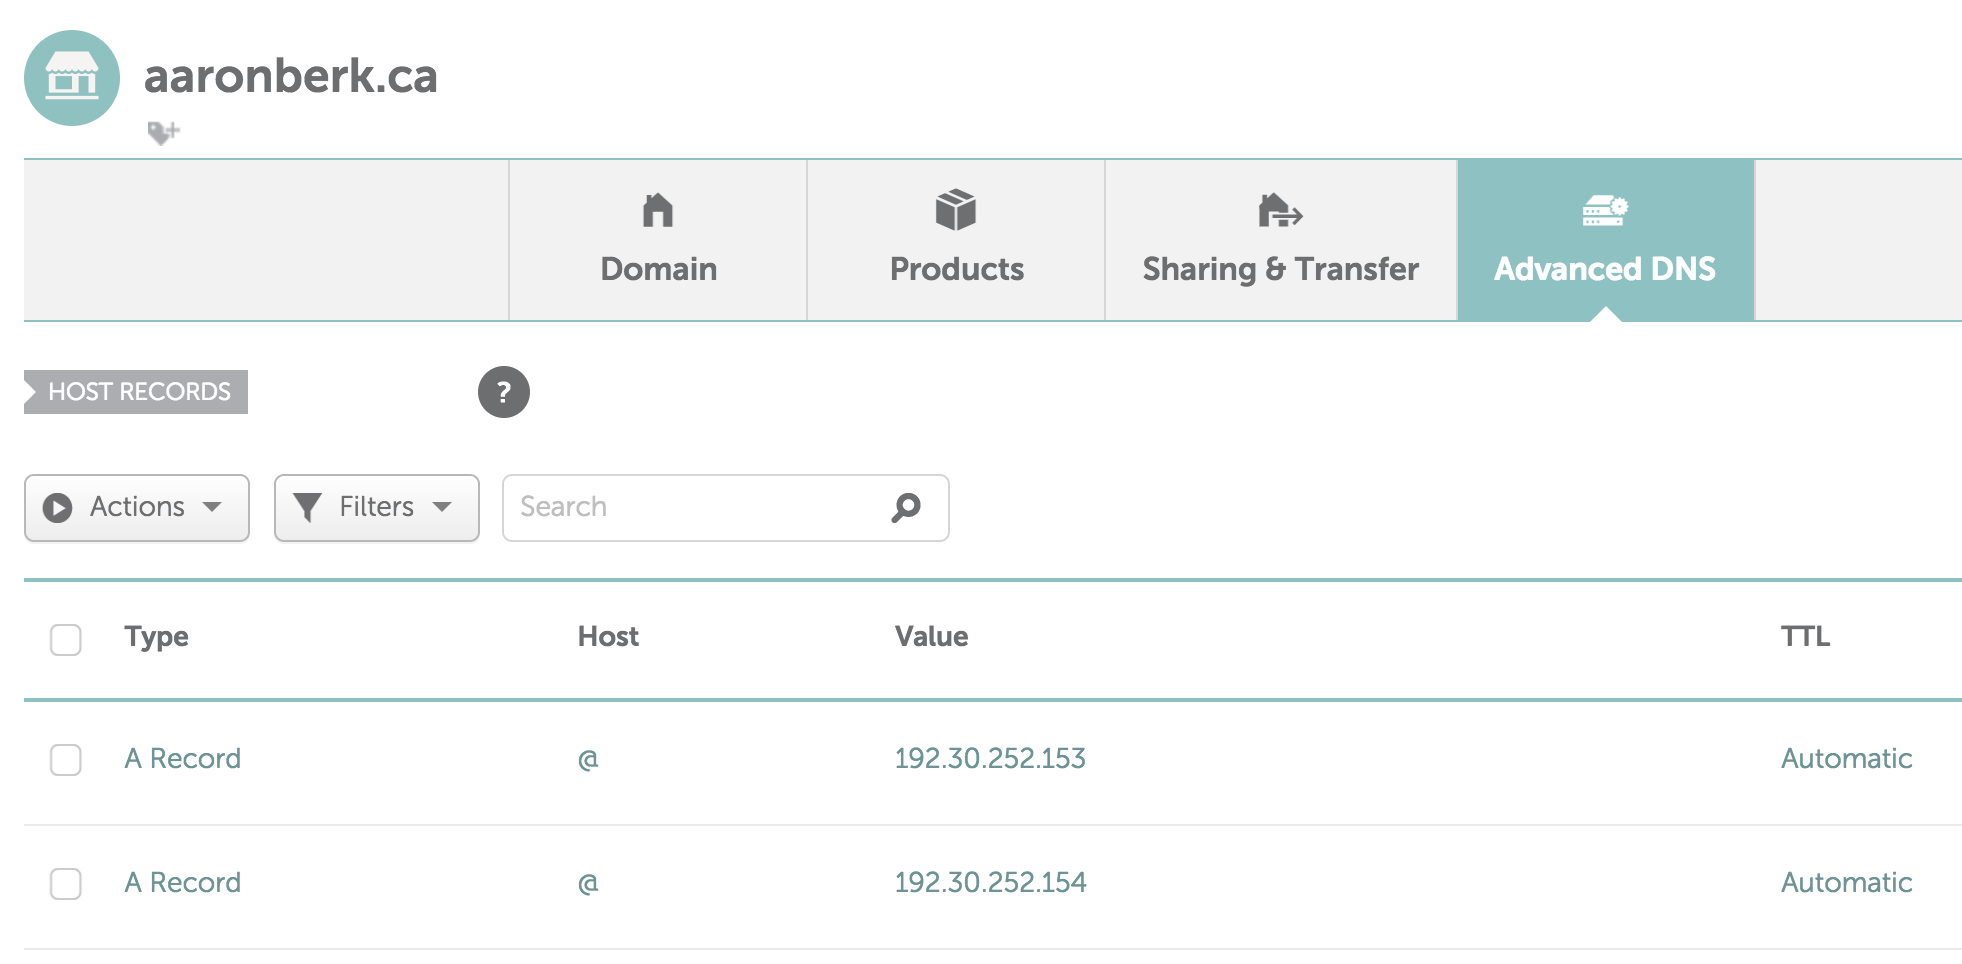 aaronberk.ca
Domain
Products
Sharing & Transfer
Advanced DNS
HOST RECORDS
?
Actions
Filters
Search
Type Host Value TTL
A Record @ 192.30.252.153 Automatic
A Record @ 192.30.252.154 Automatic